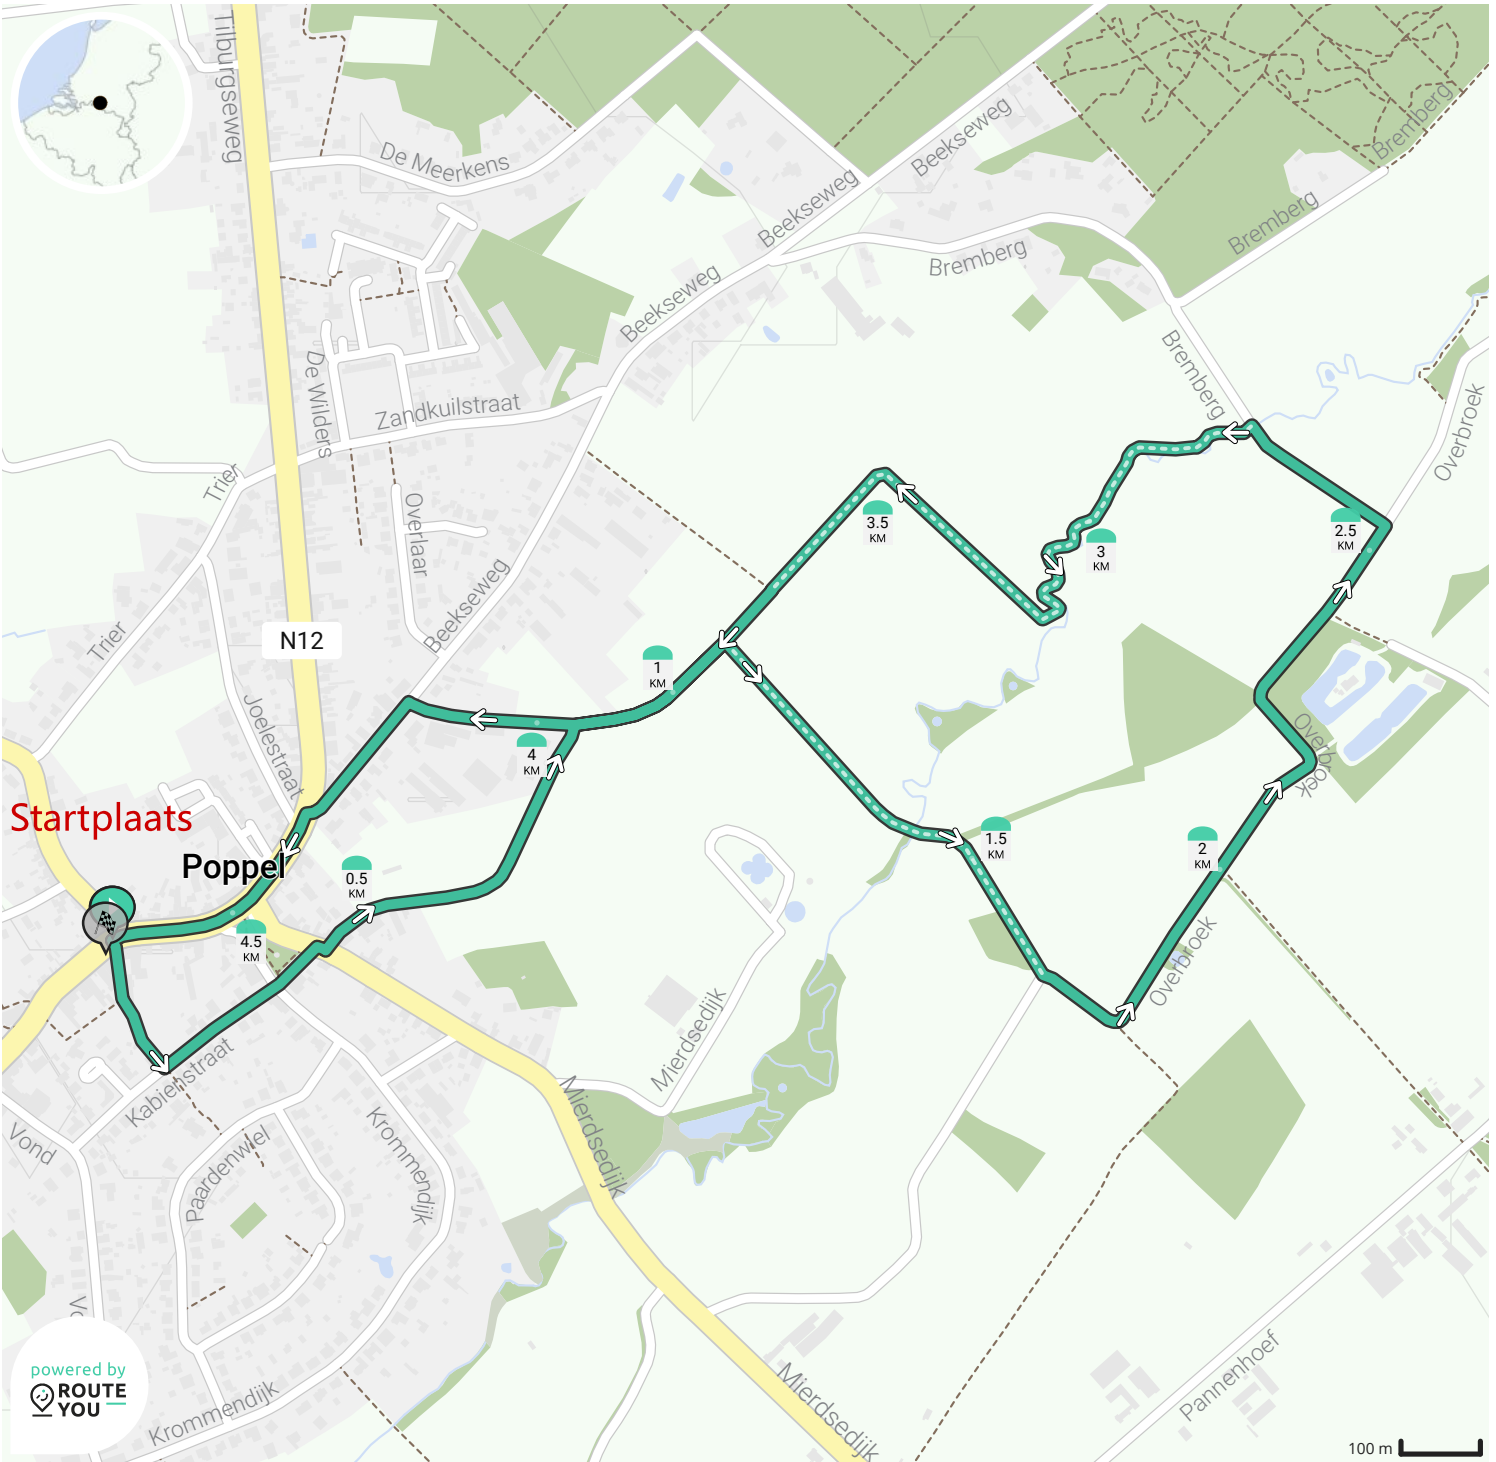 Tilburgseweg
De Meerkens
Beekseweg
Bremberg
Beekseweg
Bremberg
Bremberg
Beekseweg
Bremberg
De Wilders
Zandkuilstraat
Overbroek
Trier
Overlaar
3.5
KM
2.5
KM
3
KM
Beekseweg
Trier
N12
1
KM
Joelestraat
4
KM
Overbroek
Startplaats
Poppel
0.5
KM
1.5
KM
2
KM
4.5
KM
Overbroek
Mierdsedijk
Kabienstraat
Vond
Paardenwiel
Krommendijk
Mierdsedijk
Vo
powered by
ROUTE
YOU
Krommendijk
Mierdsedijk
Pannenhoef
100 m